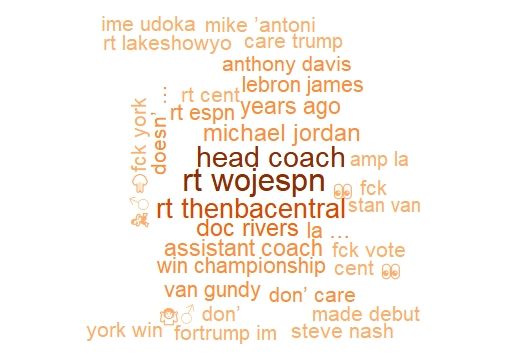 ime udoka mike ’antoni
rt lakeshowyo care trump
anthony davis
lebron james
rt cent
years ago
rt espn
doesn’ …
🍄fck york
michael jordan
head coach amp la
rt wojespn 👀 fck
rt thenbacentral stan van
doc rivers la …
assistant coach fck vote
win championship cent 👀
van gundy don’ care
don’ made debut
york win fortrump im steve nash